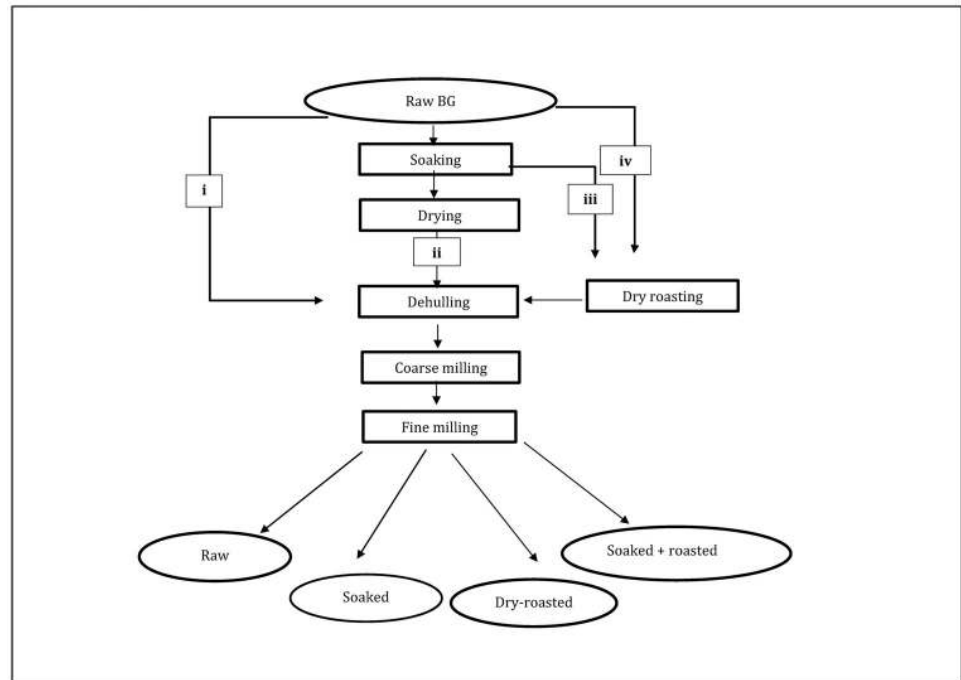 Raw BG
Soaking
iv
i
iii
Drying
ii
Dehulling
Dry roasting
Coarse milling
Fine milling
Raw
Soaked + roasted
Soaked
Dry-roasted